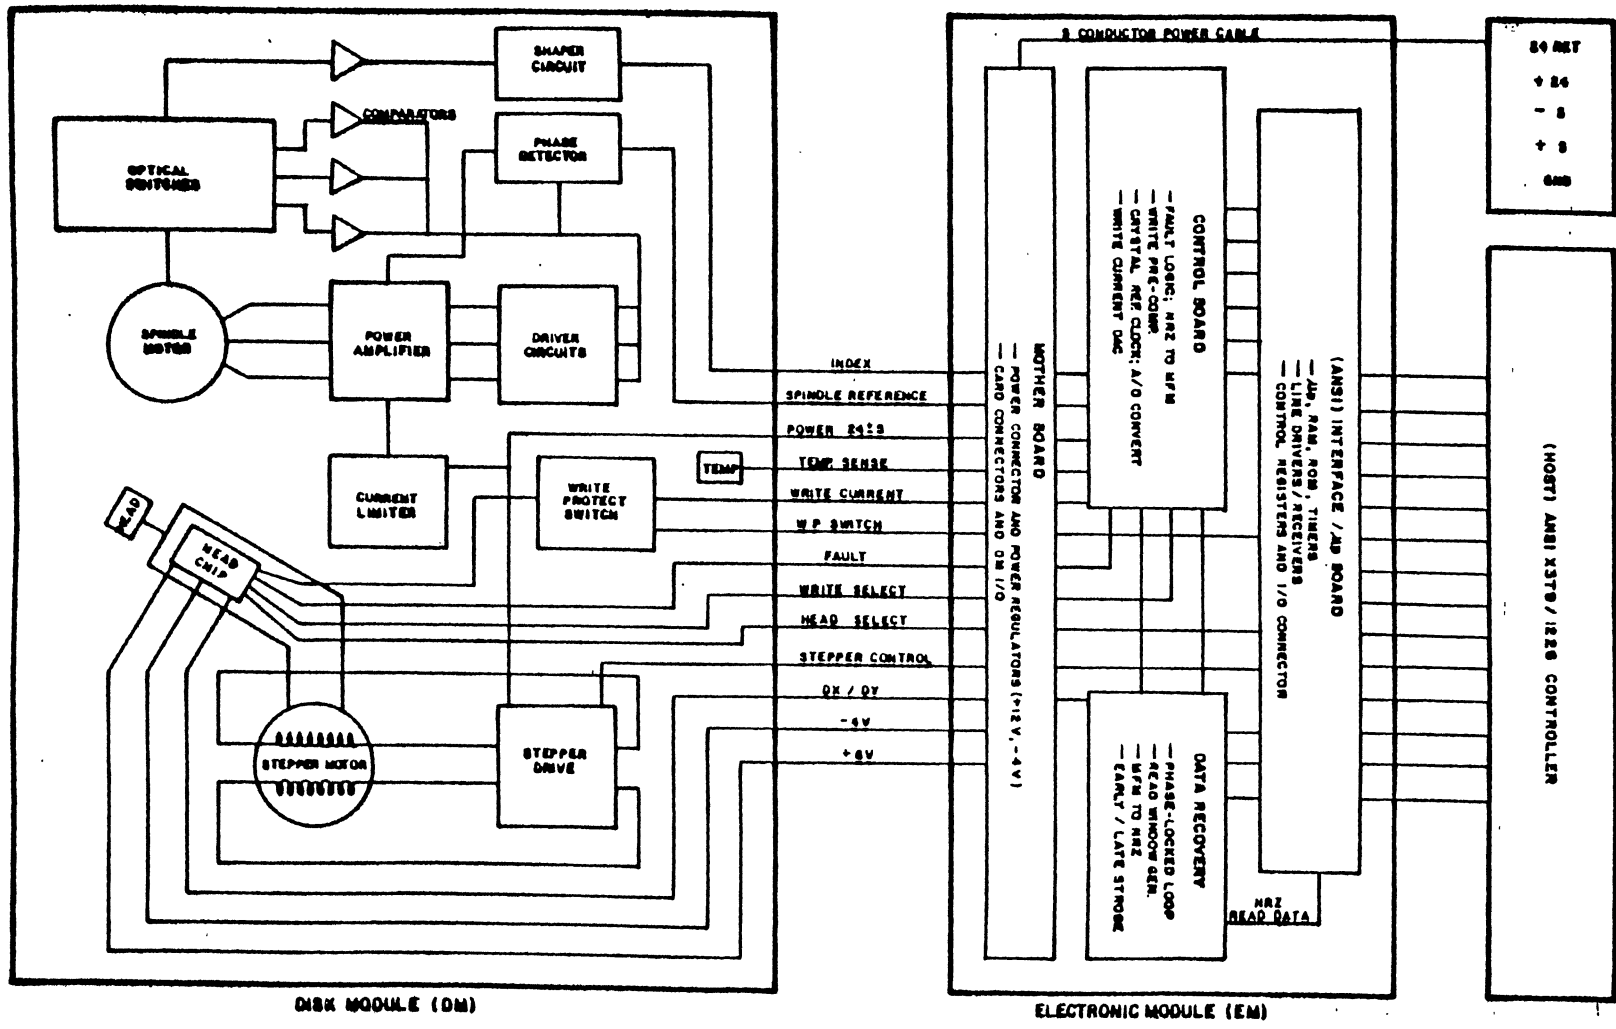 SHAPER
CIRCUIT
COMPARATORS
PHASE
DETECTOR
OPTICAL
SWITCHES
SPINDLE
MOTOR
POWER
AMPLIFIER
DRIVER
CIRCUITS
CURRENT
LIMITER
WRITE
PROTECT
SWITCH
TEMP
HEAD
HEAD
CHIP
STEPPER MOTOR
STEPPER
DRIVE
DISK MODULE (DM)
INDEX
SPINDLE REFERENCE
POWER 24±5
TEMP. SENSE
WRITE CURRENT
W.P. SWITCH
FAULT
WRITE SELECT
HEAD SELECT
STEPPER CONTROL
DX / DY
-4V
+6V
5 CONDUCTOR POWER CABLE
MOTHER BOARD
— POWER CONNECTOR AND POWER REGULATORS (+12 V, -4 V)
— CARD CONNECTORS AND DM I/O
CONTROL BOARD
— FAULT LOGIC; NRZ TO MFM
— WRITE PRE-COMP.
— CRYSTAL REF. CLOCK; A/D CONVERT
— WRITE CURRENT DAC
DATA RECOVERY
— PHASE-LOCKED LOOP
— READ WINDOW GEN.
— MFM TO NRZ
— EARLY / LATE STROBE
(ANSI) INTERFACE / µp BOARD
— µp, RAM, ROM, TIMERS
— LINE DRIVERS / RECEIVERS
— CONTROL REGISTERS AND I/O CONNECTOR
NRZ
READ DATA
ELECTRONIC MODULE (EM)
24 RET
+ 24
- 5
+ 5
GND
(HOST) ANSI X3T9 / 1226 CONTROLLER